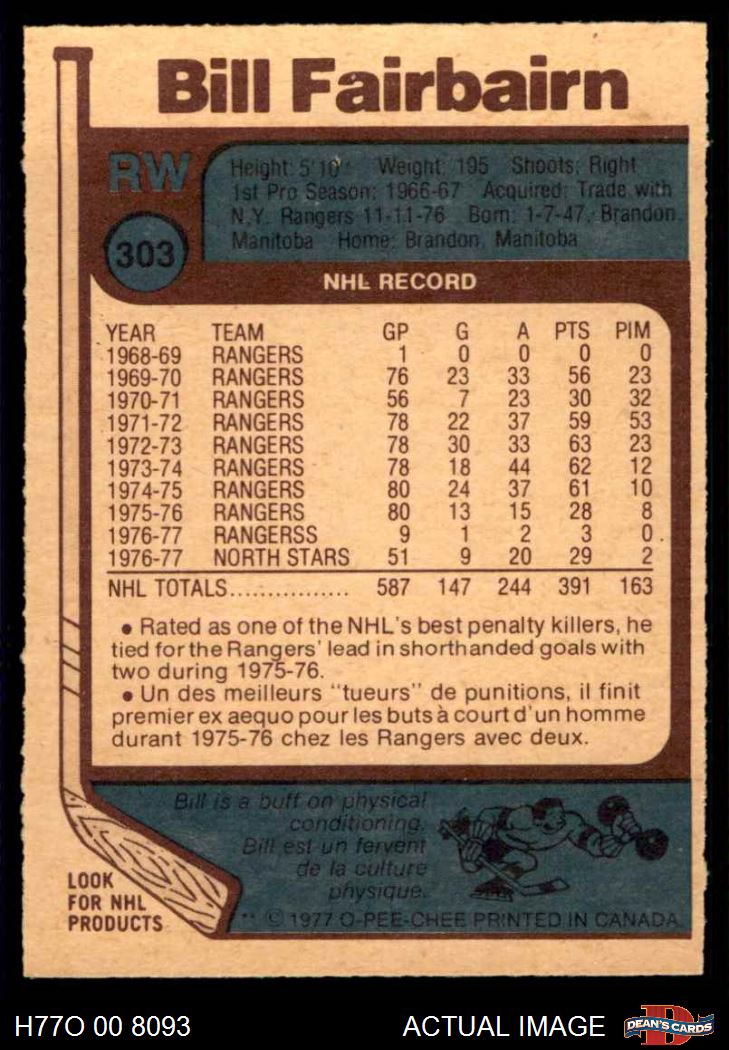 Bill Fairbairn
RW
Height: 5'10" Weight: 195 Shoots: Right
1st Pro Season: 1966-67 Acquired: Trade with
N.Y. Rangers 11-11-76 Born: 1-7-47, Brandon,
Manitoba Home: Brandon, Manitoba
303
NHL RECORD
YEAR TEAM GP G A PTS PIM
1968-69 RANGERS 1 0 0 0 0
1969-70 RANGERS 76 23 33 56 23
1970-71 RANGERS 56 7 23 30 32
1971-72 RANGERS 78 22 37 59 53
1972-73 RANGERS 78 30 33 63 23
1973-74 RANGERS 78 18 44 62 12
1974-75 RANGERS 80 24 37 61 10
1975-76 RANGERS 80 13 15 28 8
1976-77 RANGERSS 9 1 2 3 0
1976-77 NORTH STARS 51 9 20 29 2
NHL TOTALS................ 587 147 244 391 163
• Rated as one of the NHL's best penalty killers, he
tied for the Rangers' lead in shorthanded goals with
two during 1975-76.
• Un des meilleurs "tueurs" de punitions, il finit
premier ex aequo pour les buts à court d'un homme
durant 1975-76 chez les Rangers avec deux.
Bill is a buff on physical
conditioning.
Bill est un fervent
de la culture
physique.
LOOK
FOR NHL
PRODUCTS
** © 1977 O-PEE-CHEE PRINTED IN CANADA
H77O 00 8093
ACTUAL IMAGE
DEAN'S CARDS